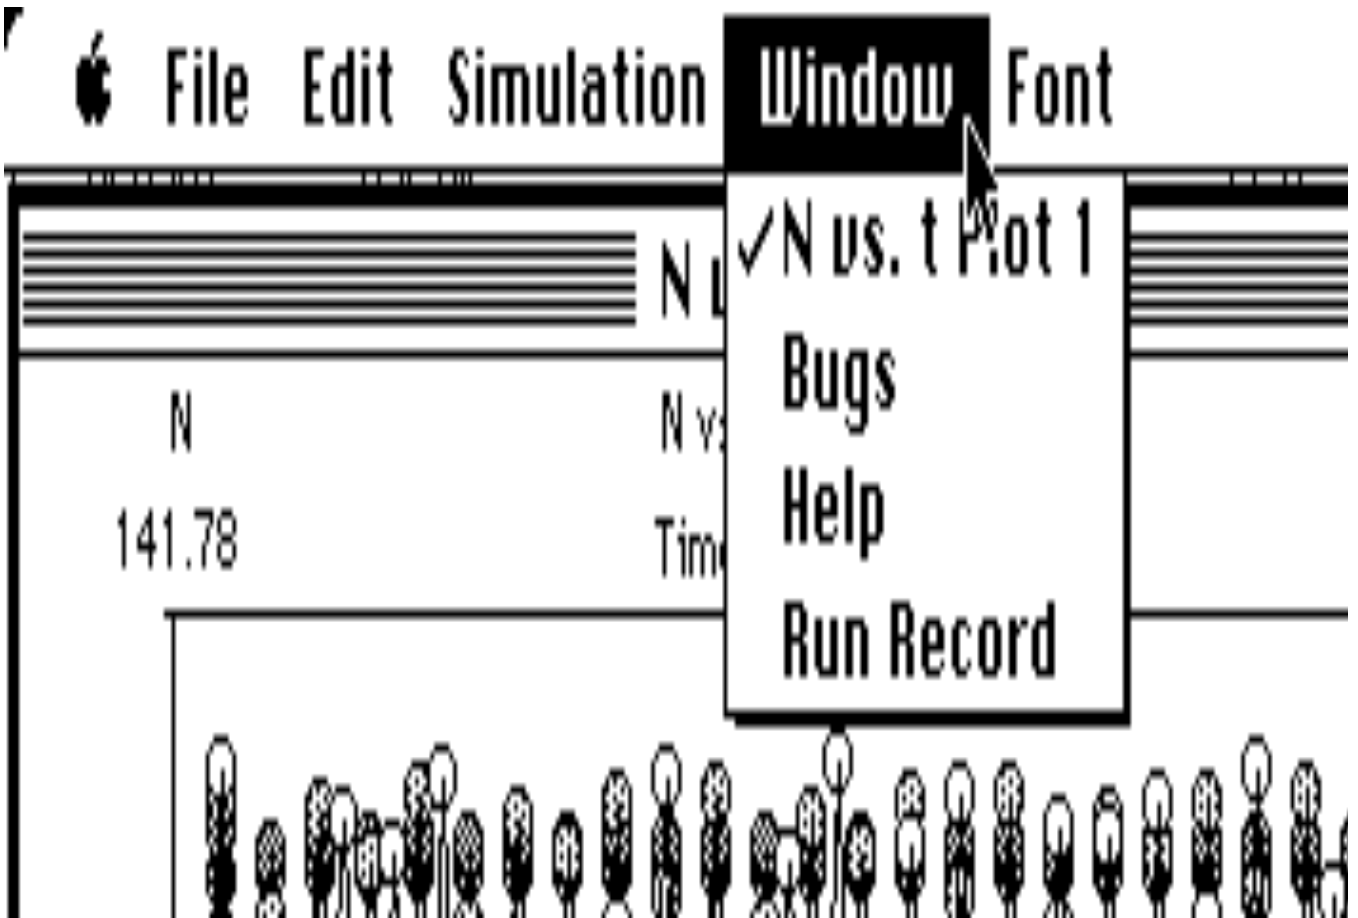 File Edit Simulation Window Font
N vs. t Plot 1
Bugs
Help
Run Record
N
N
141.78